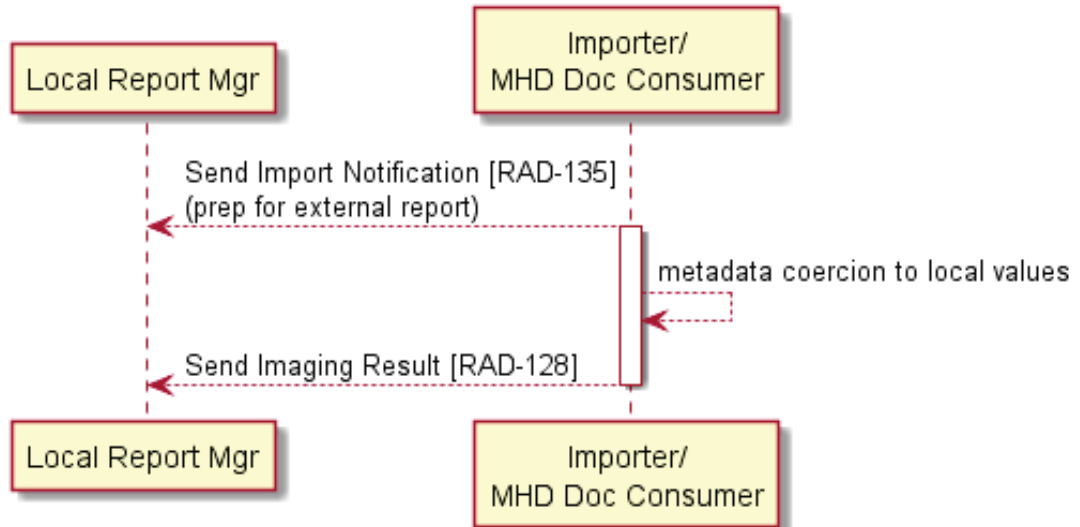 Local Report Mgr
Importer/
MHD Doc Consumer
Send Import Notification [RAD-135]
(prep for external report)
metadata coercion to local values
Send Imaging Result [RAD-128]
Local Report Mgr
Importer/
MHD Doc Consumer